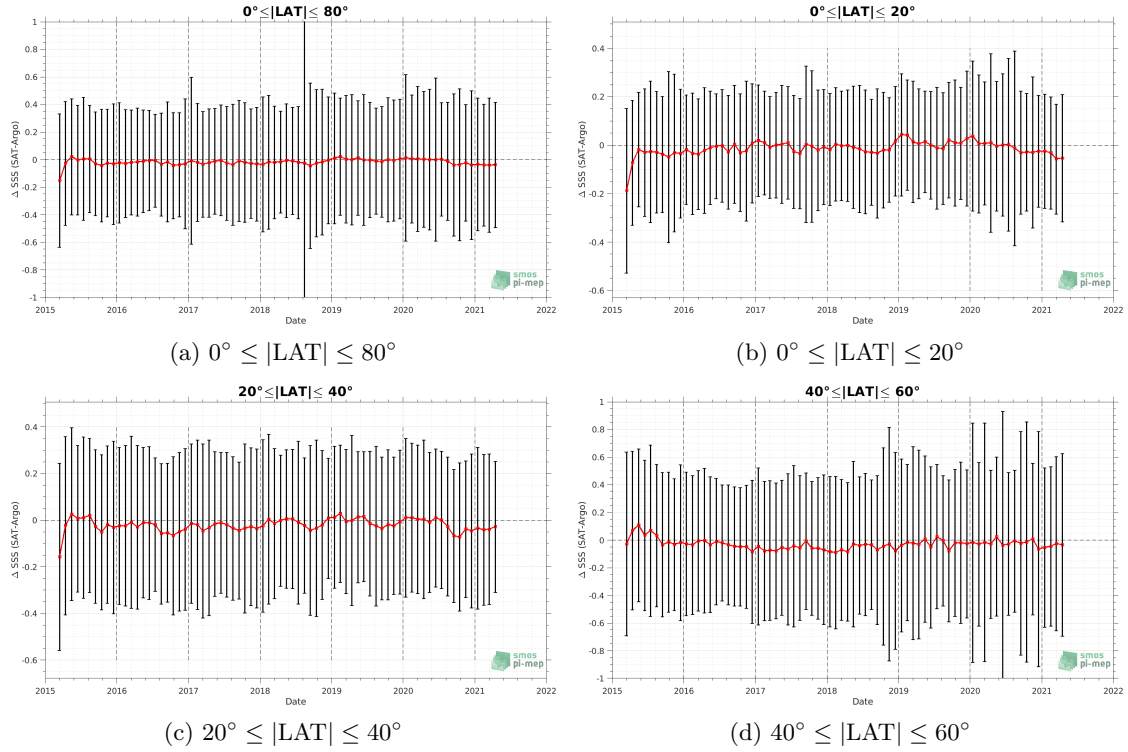 0°≤|LAT|≤ 80°
Δ SSS (SAT-Argo)
1
0.8
0.6
0.4
0.2
0
-0.2
-0.4
-0.6
-0.8
-1
2015 2016 2017 2018 2019 2020 2021 2022
Date
smos
pi-mep
(a) 0° ≤ |LAT| ≤ 80°
0°≤|LAT|≤ 20°
Δ SSS (SAT-Argo)
0.4
0.2
0
-0.2
-0.4
-0.6
2015 2016 2017 2018 2019 2020 2021 2022
Date
smos
pi-mep
(b) 0° ≤ |LAT| ≤ 20°
20°≤|LAT|≤ 40°
Δ SSS (SAT-Argo)
0.4
0.2
0
-0.2
-0.4
-0.6
2015 2016 2017 2018 2019 2020 2021 2022
Date
smos
pi-mep
(c) 20° ≤ |LAT| ≤ 40°
40°≤|LAT|≤ 60°
Δ SSS (SAT-Argo)
1
0.8
0.6
0.4
0.2
0
-0.2
-0.4
-0.6
-0.8
-1
2015 2016 2017 2018 2019 2020 2021 2022
Date
smos
pi-mep
(d) 40° ≤ |LAT| ≤ 60°